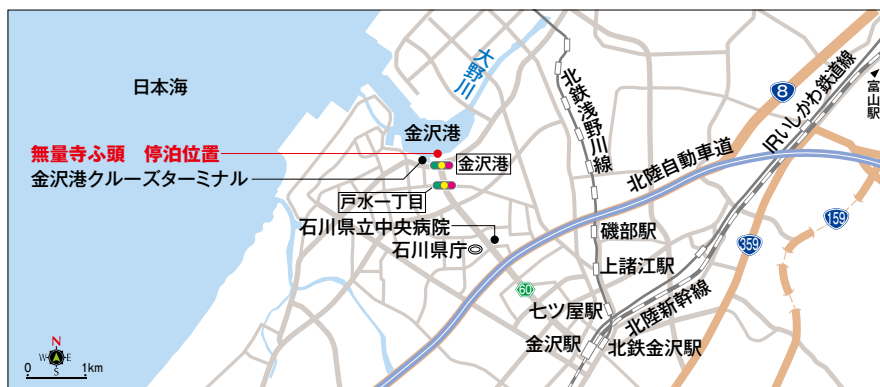 日本海
大野川
金沢港
無量寺ふ頭 停泊位置
金沢港
金沢港クルーズターミナル
戸水一丁目
石川県立中央病院
石川県庁
北鉄浅野川線
北陸自動車道
IRいしかわ鉄道線
8
富山駅
159
359
磯部駅
上諸江駅
60
七ツ屋駅
北陸新幹線
金沢駅
北鉄金沢駅
N
W E
S
0 1km